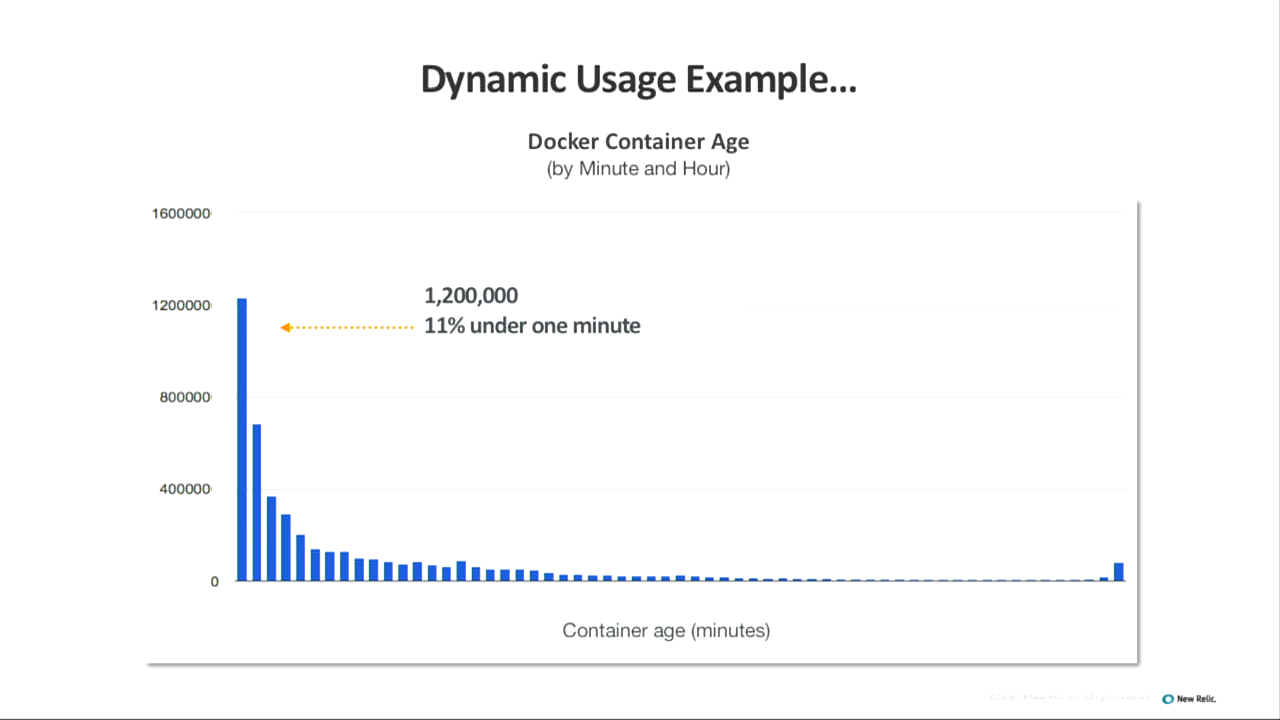 Dynamic Usage Example...
Docker Container Age
(by Minute and Hour)
1600000
1200000
800000
400000
0
1,200,000
11% under one minute
Container age (minutes)
New Relic.